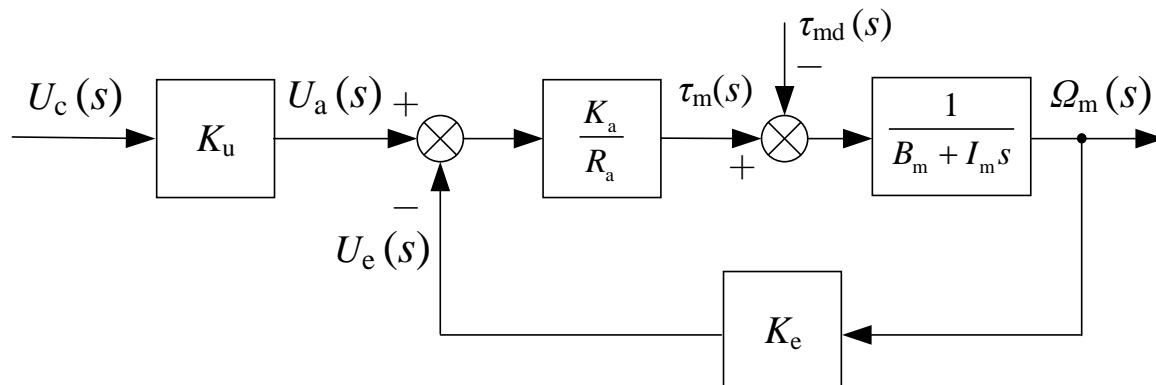 τmd(s)
−
Uc(s)
Ku
Ua(s)
+
Ka
Ra
τm(s)
+
1
Bm + Ims
Ωm(s)
−
Ue(s)
Ke